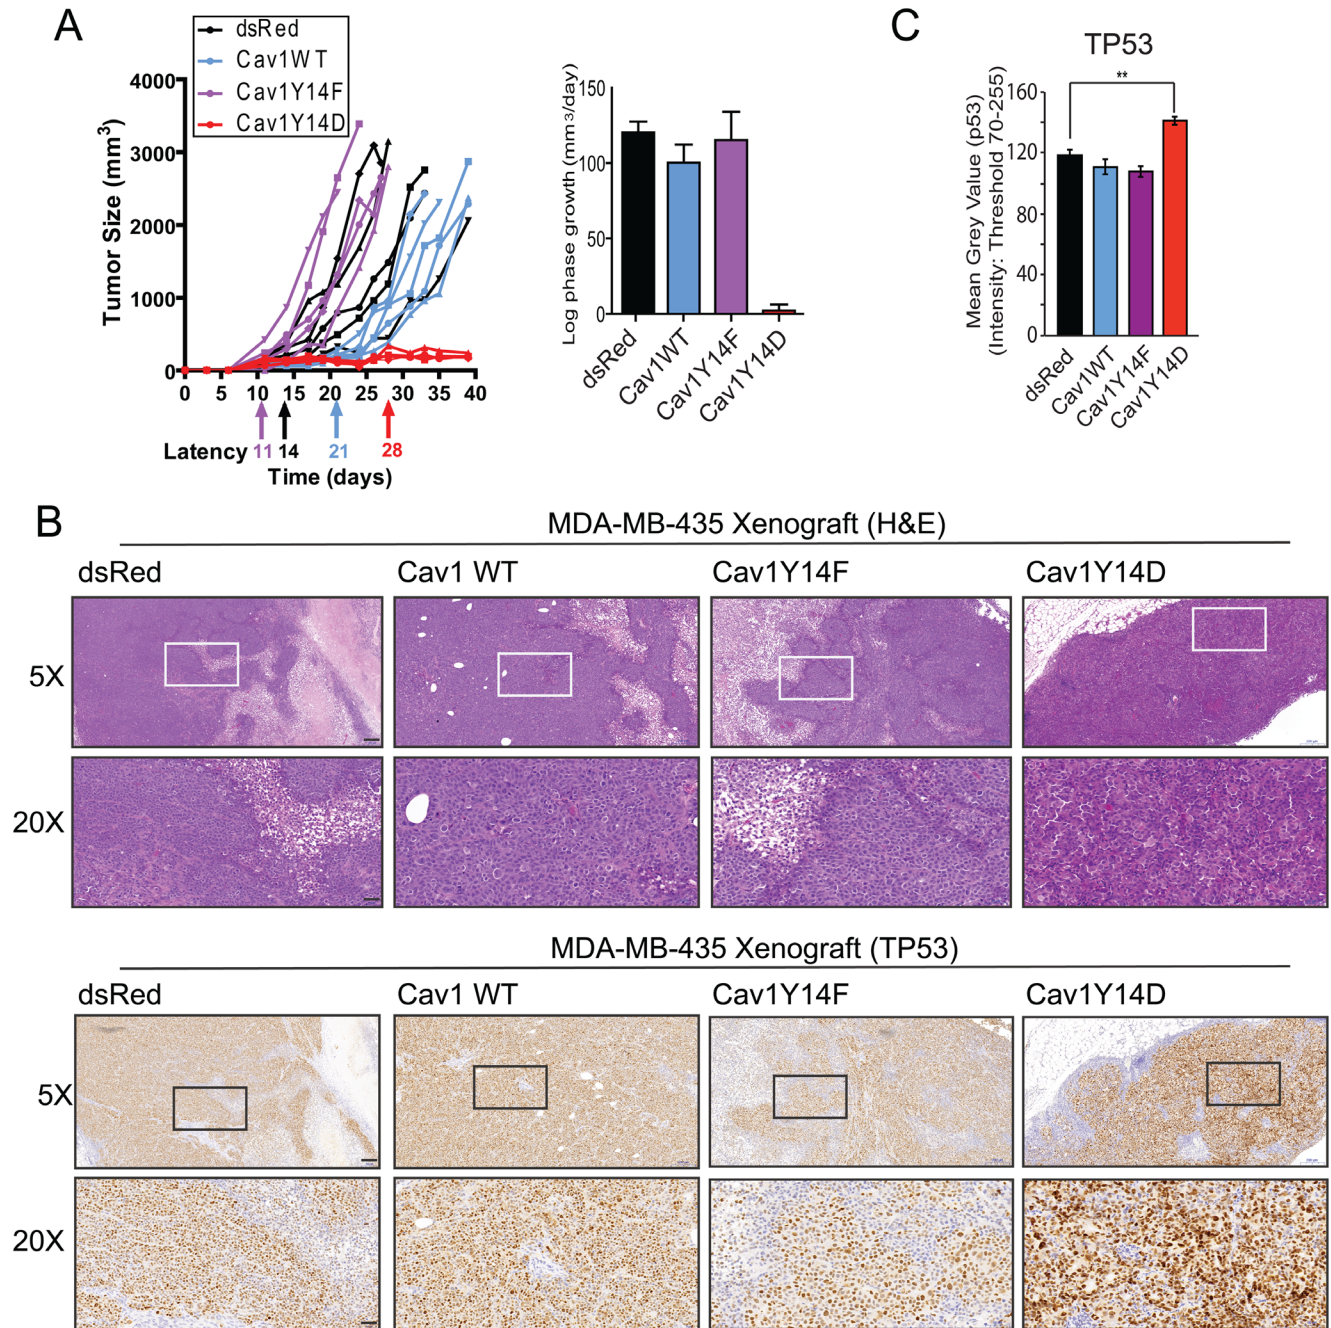 A
dsRed
Cav1WT
Cav1Y14F
Cav1Y14D
Tumor Size (mm3)
4000
3000
2000
1000
0
0 5 10 15 20 25 30 35 40
Latency 11 14 21 28
Time (days)
Log phase growth (mm3/day)
150
100
50
0
dsRed
Cav1WT
Cav1Y14F
Cav1Y14D
C
TP53
**
Mean Grey Value (p53)
(Intensity: Threshold 70-255)
160
120
80
40
0
dsRed
Cav1WT
Cav1Y14F
Cav1Y14D
B
MDA-MB-435 Xenograft (H&E)
dsRed Cav1 WT Cav1Y14F Cav1Y14D
5X
20X
MDA-MB-435 Xenograft (TP53)
dsRed Cav1 WT Cav1Y14F Cav1Y14D
5X
20X